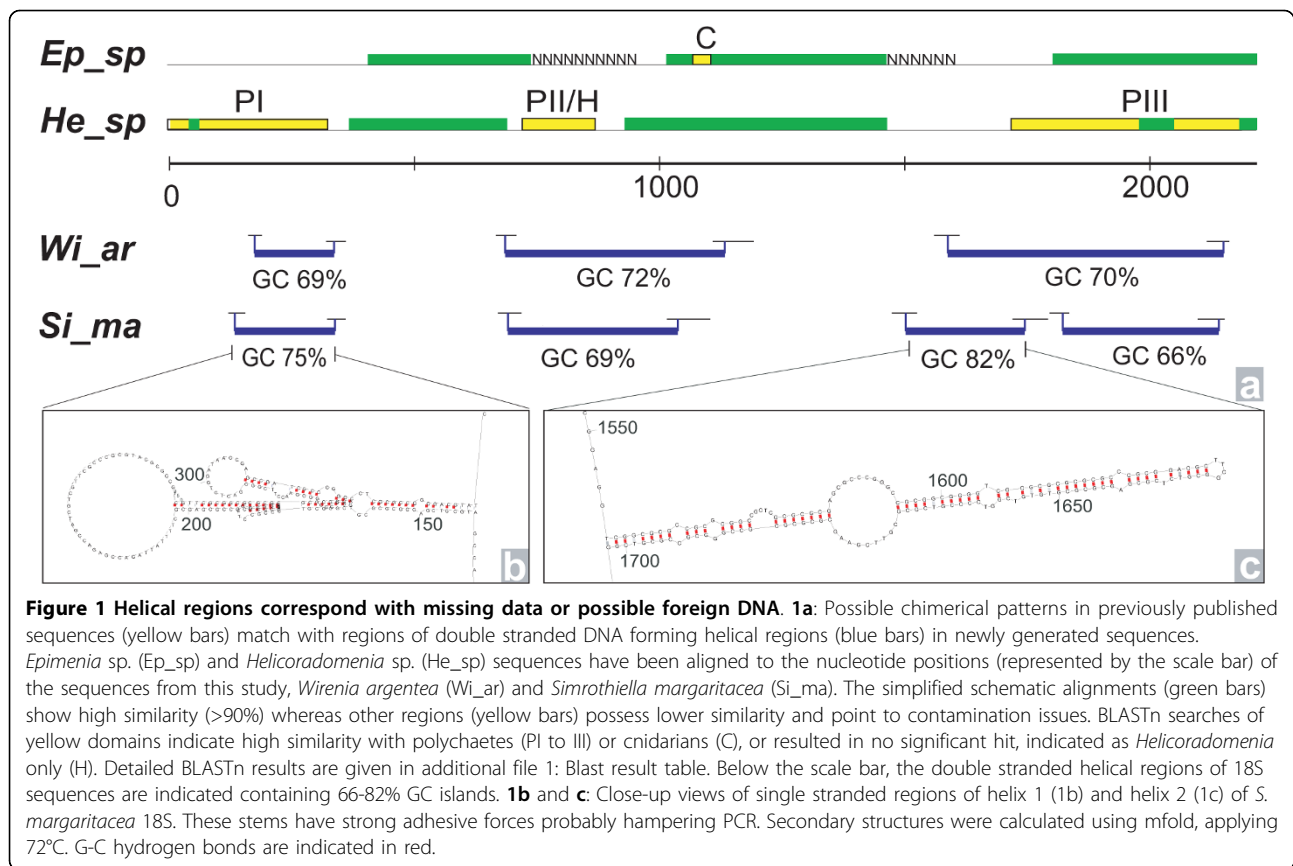 Ep_sp
C
NNNNNNNNNN
NNNNNN
He_sp
PI
PII/H
PIII
0
1000
2000
Wi_ar
GC 69%
GC 72%
GC 70%
Si_ma
GC 75%
GC 69%
GC 82%
GC 66%
a
300
200
150
b
1550
1600
1650
1700
c
Figure 1 Helical regions correspond with missing data or possible foreign DNA. 1a: Possible chimerical patterns in previously published
sequences (yellow bars) match with regions of double stranded DNA forming helical regions (blue bars) in newly generated sequences.
Epimenia sp. (Ep_sp) and Helicoradomenia sp. (He_sp) sequences have been aligned to the nucleotide positions (represented by the scale bar) of
the sequences from this study, Wirenia argentea (Wi_ar) and Simrothiella margaritacea (Si_ma). The simplified schematic alignments (green bars)
show high similarity (>90%) whereas other regions (yellow bars) possess lower similarity and point to contamination issues. BLASTn searches of
yellow domains indicate high similarity with polychaetes (PI to III) or cnidarians (C), or resulted in no significant hit, indicated as Helicoradomenia
only (H). Detailed BLASTn results are given in additional file 1: Blast result table. Below the scale bar, the double stranded helical regions of 18S
sequences are indicated containing 66-82% GC islands. 1b and c: Close-up views of single stranded regions of helix 1 (1b) and helix 2 (1c) of S.
margaritacea 18S. These stems have strong adhesive forces probably hampering PCR. Secondary structures were calculated using mfold, applying
72°C. G-C hydrogen bonds are indicated in red.